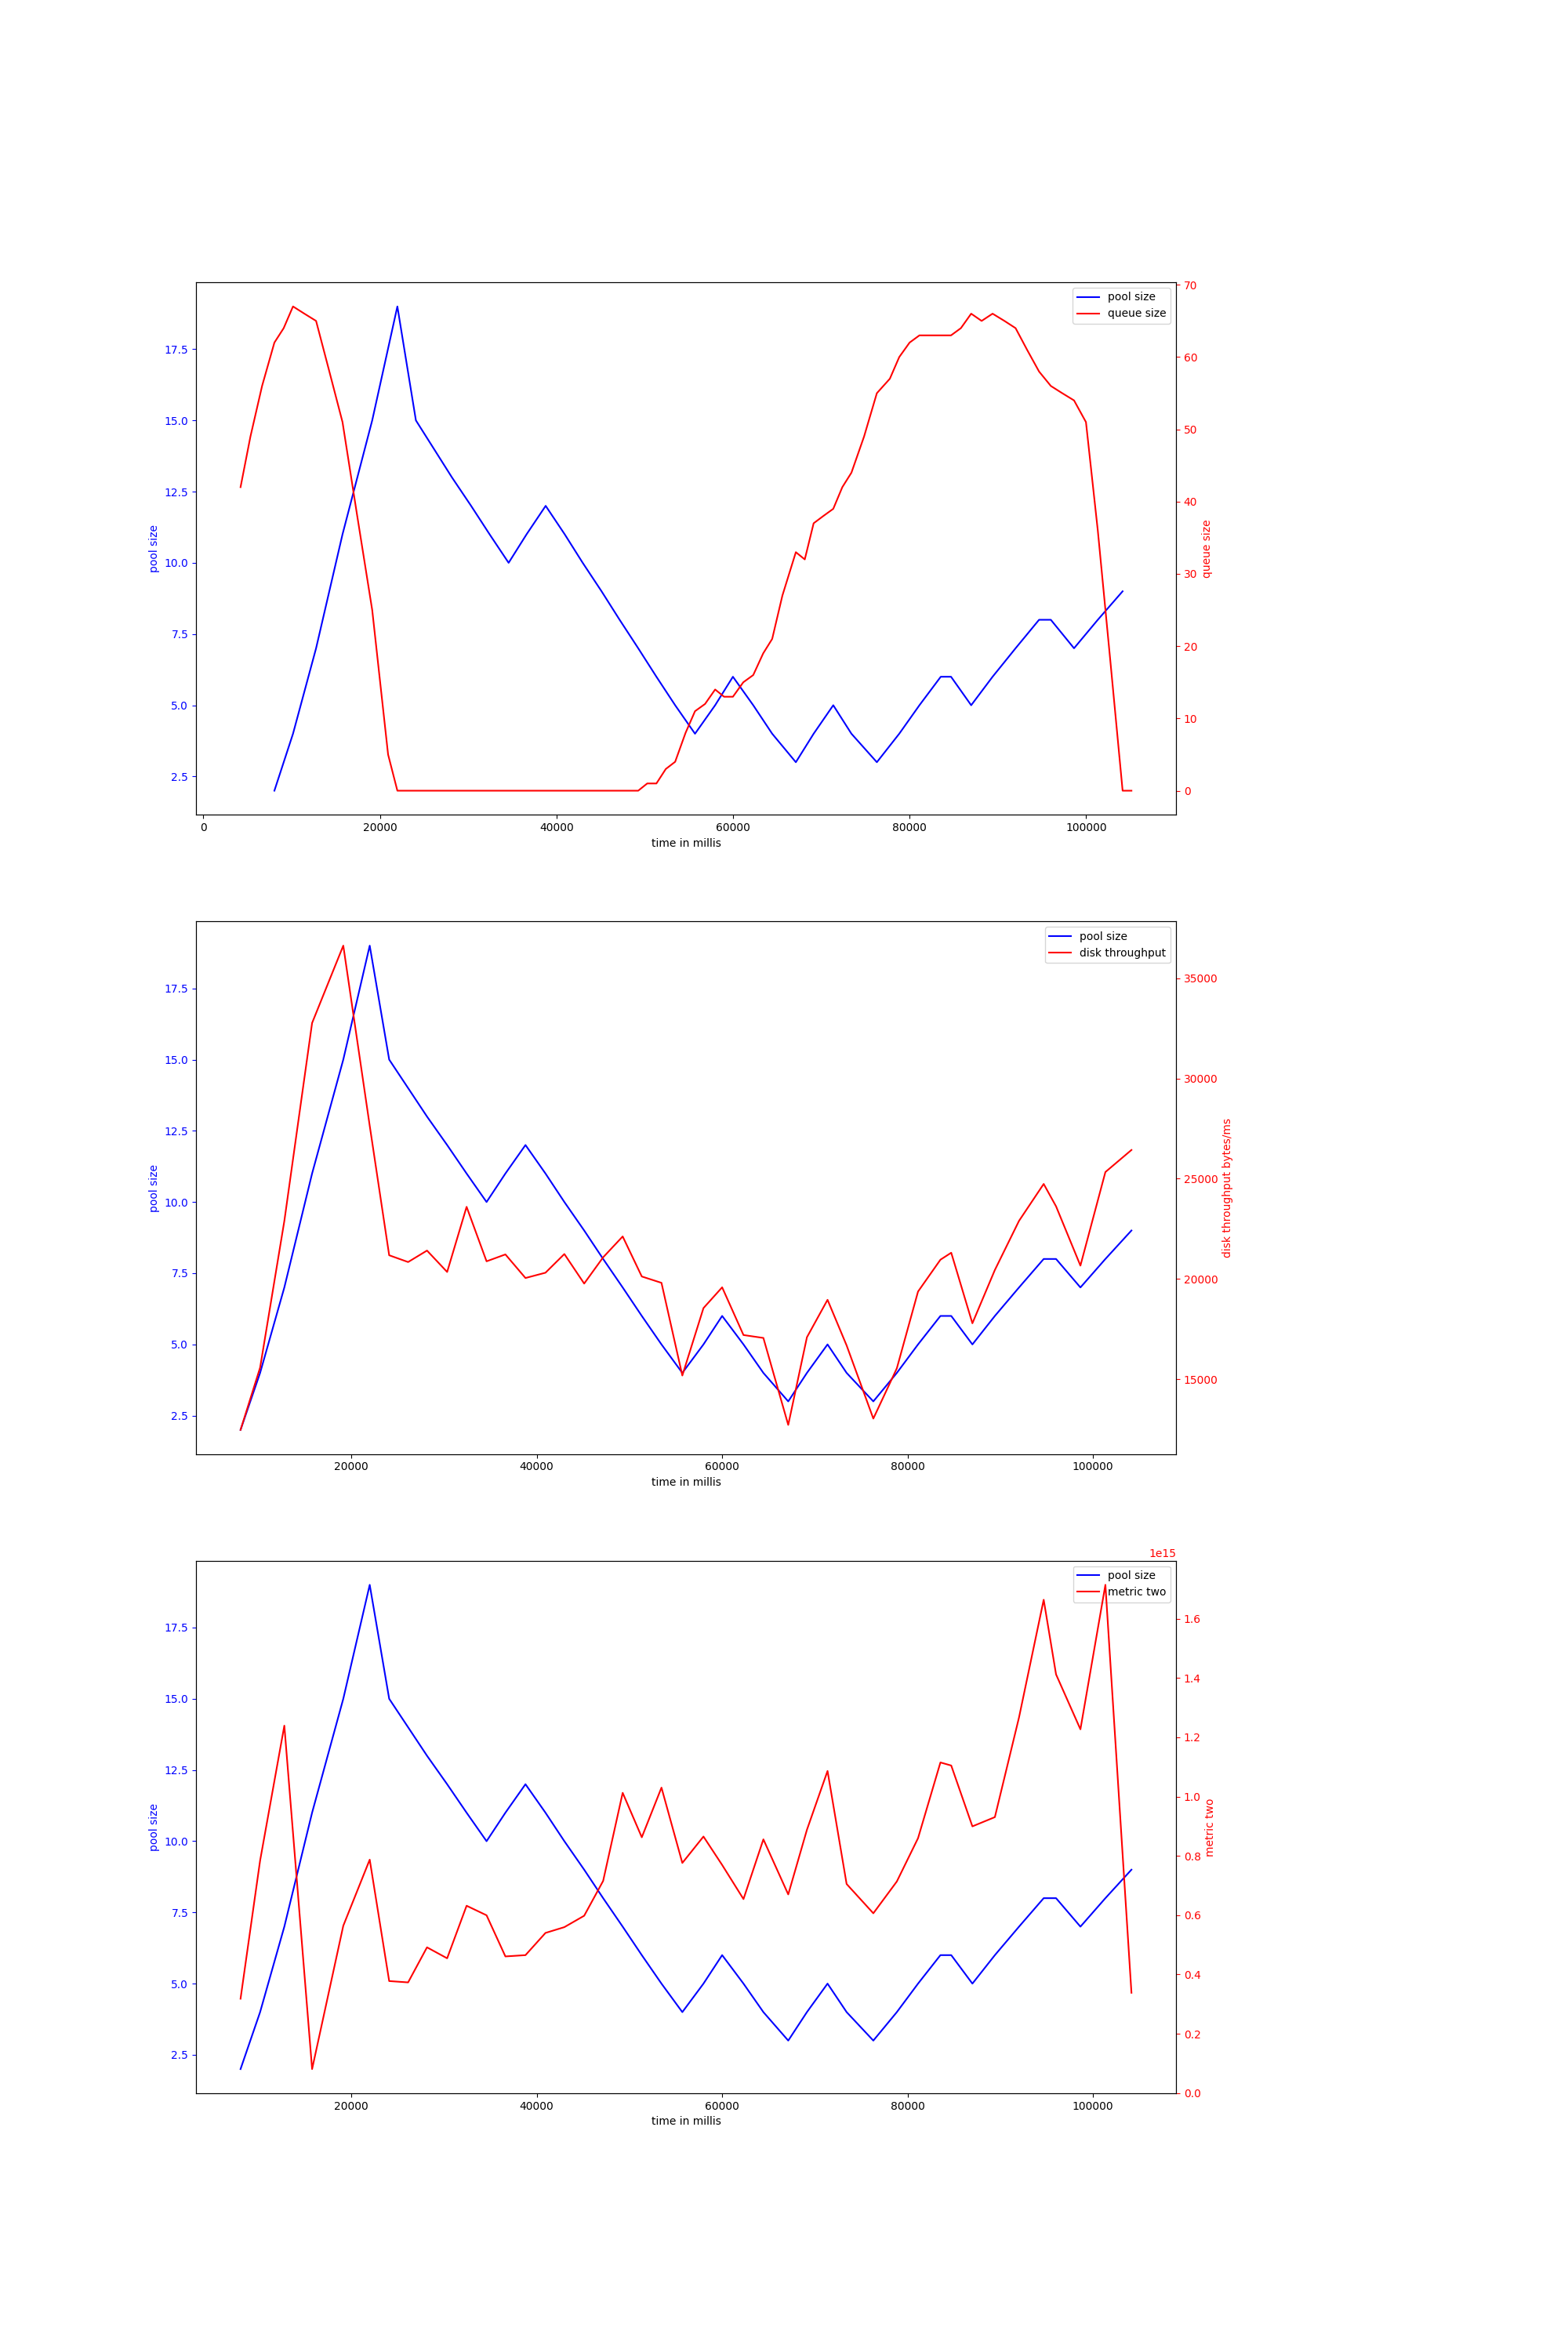 pool size
queue size
70
60
50
40
30
20
10
0
17.5
15.0
12.5
10.0
7.5
5.0
2.5
pool size
queue size
0 20000 40000 60000 80000 100000
time in millis
pool size
disk throughput
17.5
15.0
12.5
10.0
7.5
5.0
2.5
pool size
35000
30000
25000
20000
15000
disk throughput bytes/ms
20000 40000 60000 80000 100000
time in millis
1e15
pool size
metric two
17.5
15.0
12.5
10.0
7.5
5.0
2.5
pool size
1.6
1.4
1.2
1.0
0.8
0.6
0.4
0.2
0.0
metric two
20000 40000 60000 80000 100000
time in millis